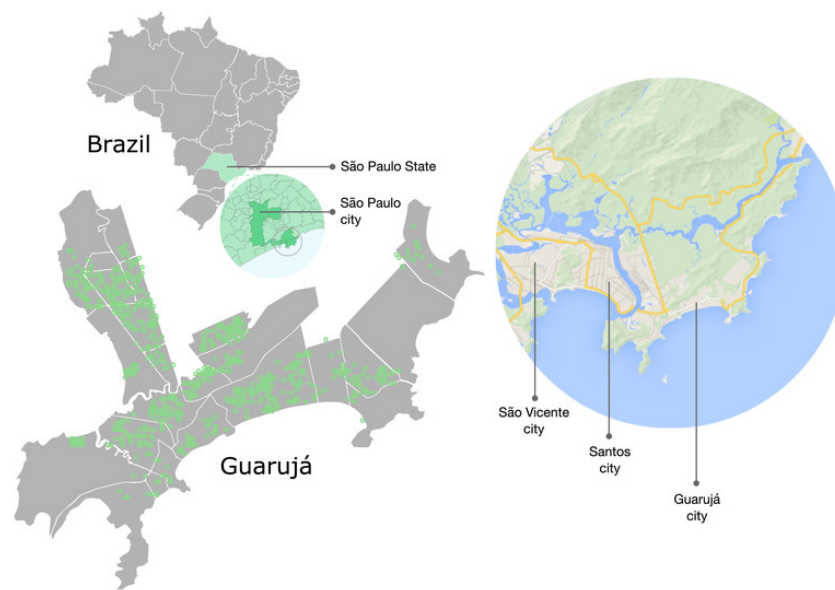 Brazil
São Paulo State
São Paulo
city
Guarujá
São Vicente
city
Santos
city
Guarujá
city